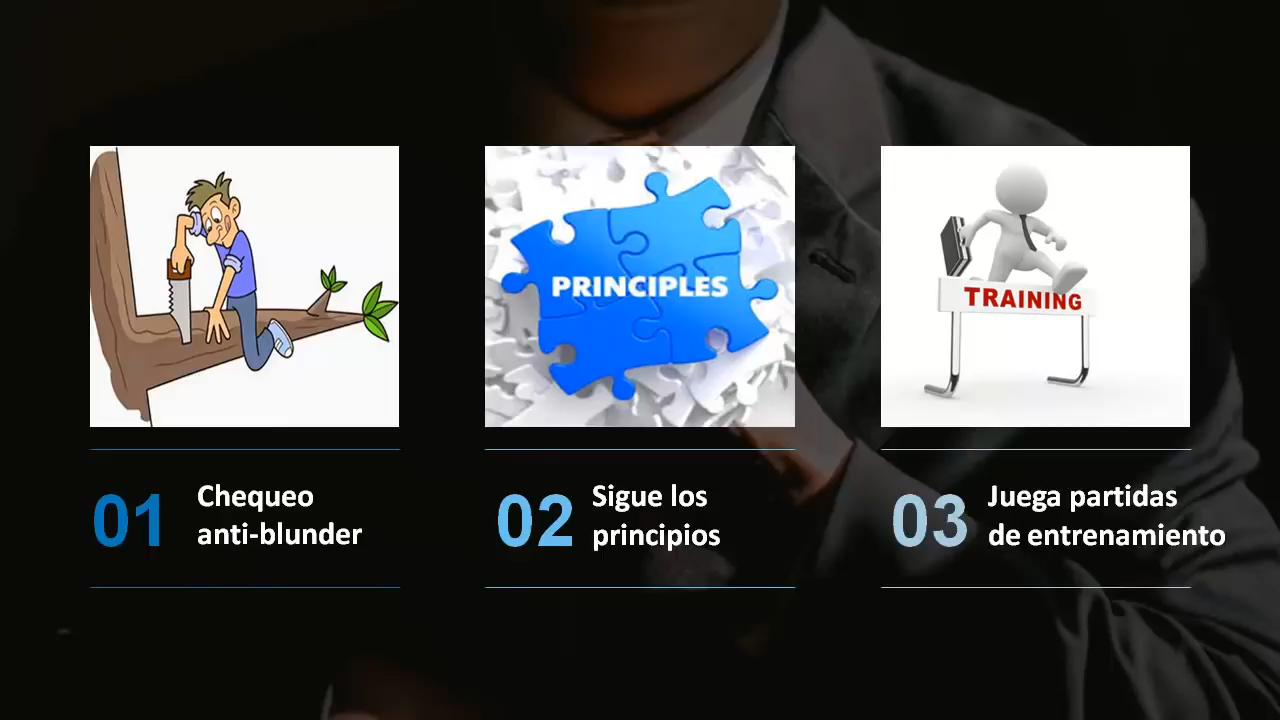 PRINCIPLES
TRAINING
01
Chequeo
anti-blunder
02
Sigue los
principios
03
Juega partidas
de entrenamiento